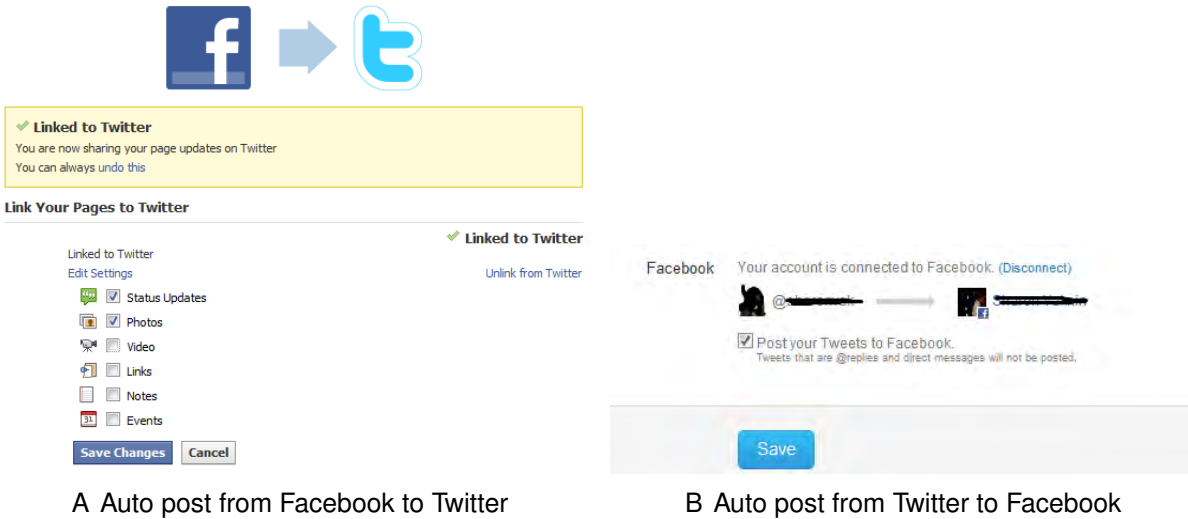 Linked to Twitter
You are now sharing your page updates on Twitter
You can always undo this
Link Your Pages to Twitter
Linked to Twitter
Linked to Twitter
Edit Settings
Unlink from Twitter
Status Updates
Photos
Video
Links
Notes
31 Events
Save Changes Cancel
Facebook Your account is connected to Facebook. (Disconnect)
@
Post your Tweets to Facebook.
Tweets that are @replies and direct messages will not be posted.
Save
A Auto post from Facebook to Twitter
B Auto post from Twitter to Facebook